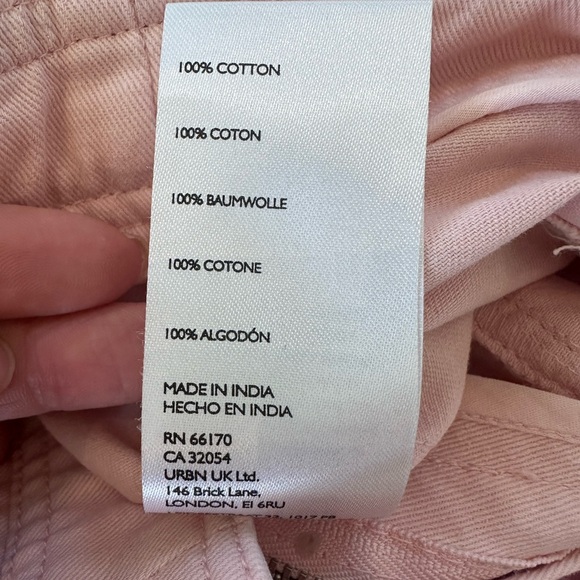 100% COTTON
100% COTON
100% BAUMWOLLE
100% COTONE
100% ALGODÓN
MADE IN INDIA
HECHO EN INDIA
RN 66170
CA 32054
URBN UK Ltd.
146 Brick Lane,
LONDON, E1 6RU